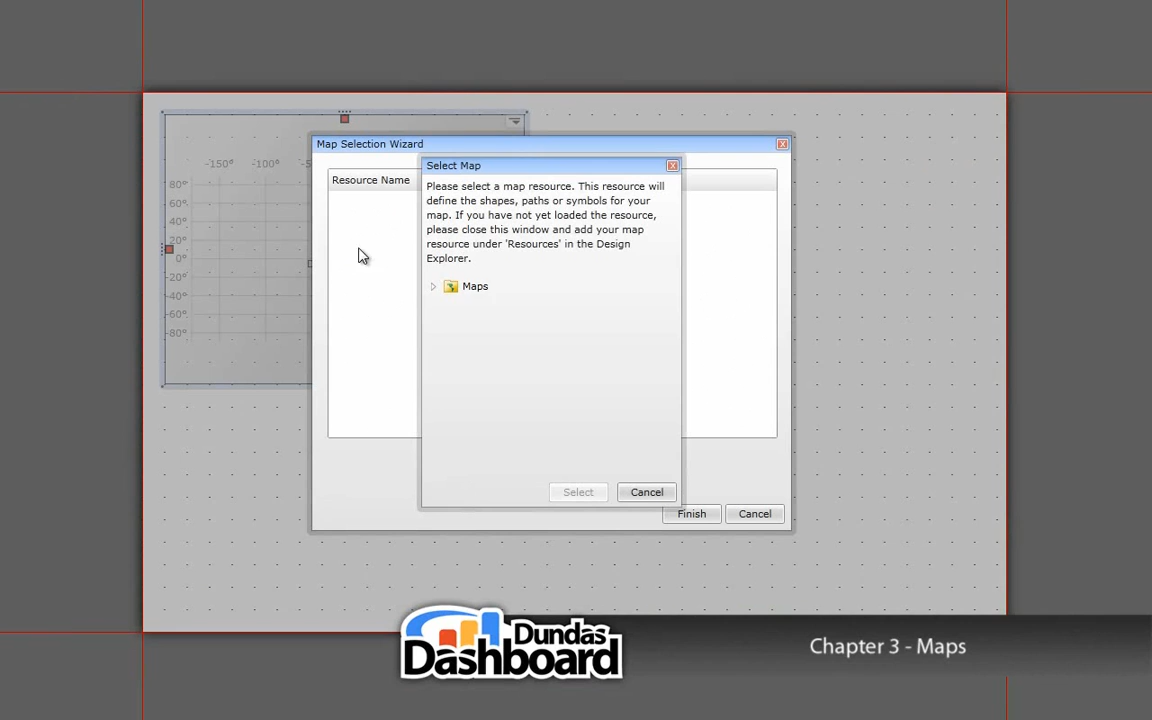 Map Selection Wizard
Select Map
Resource Name
Please select a map resource. This resource will
define the shapes, paths or symbols for your
map. If you have not yet loaded the resource,
please close this window and add your map
resource under 'Resources' in the Design
Explorer.
Maps
Select
Cancel
Finish
Cancel
-150°
-100°
80°
60°
40°
20°
0°
-20°
-40°
-60°
-80°
Dundas
Dashboard
Chapter 3 - Maps